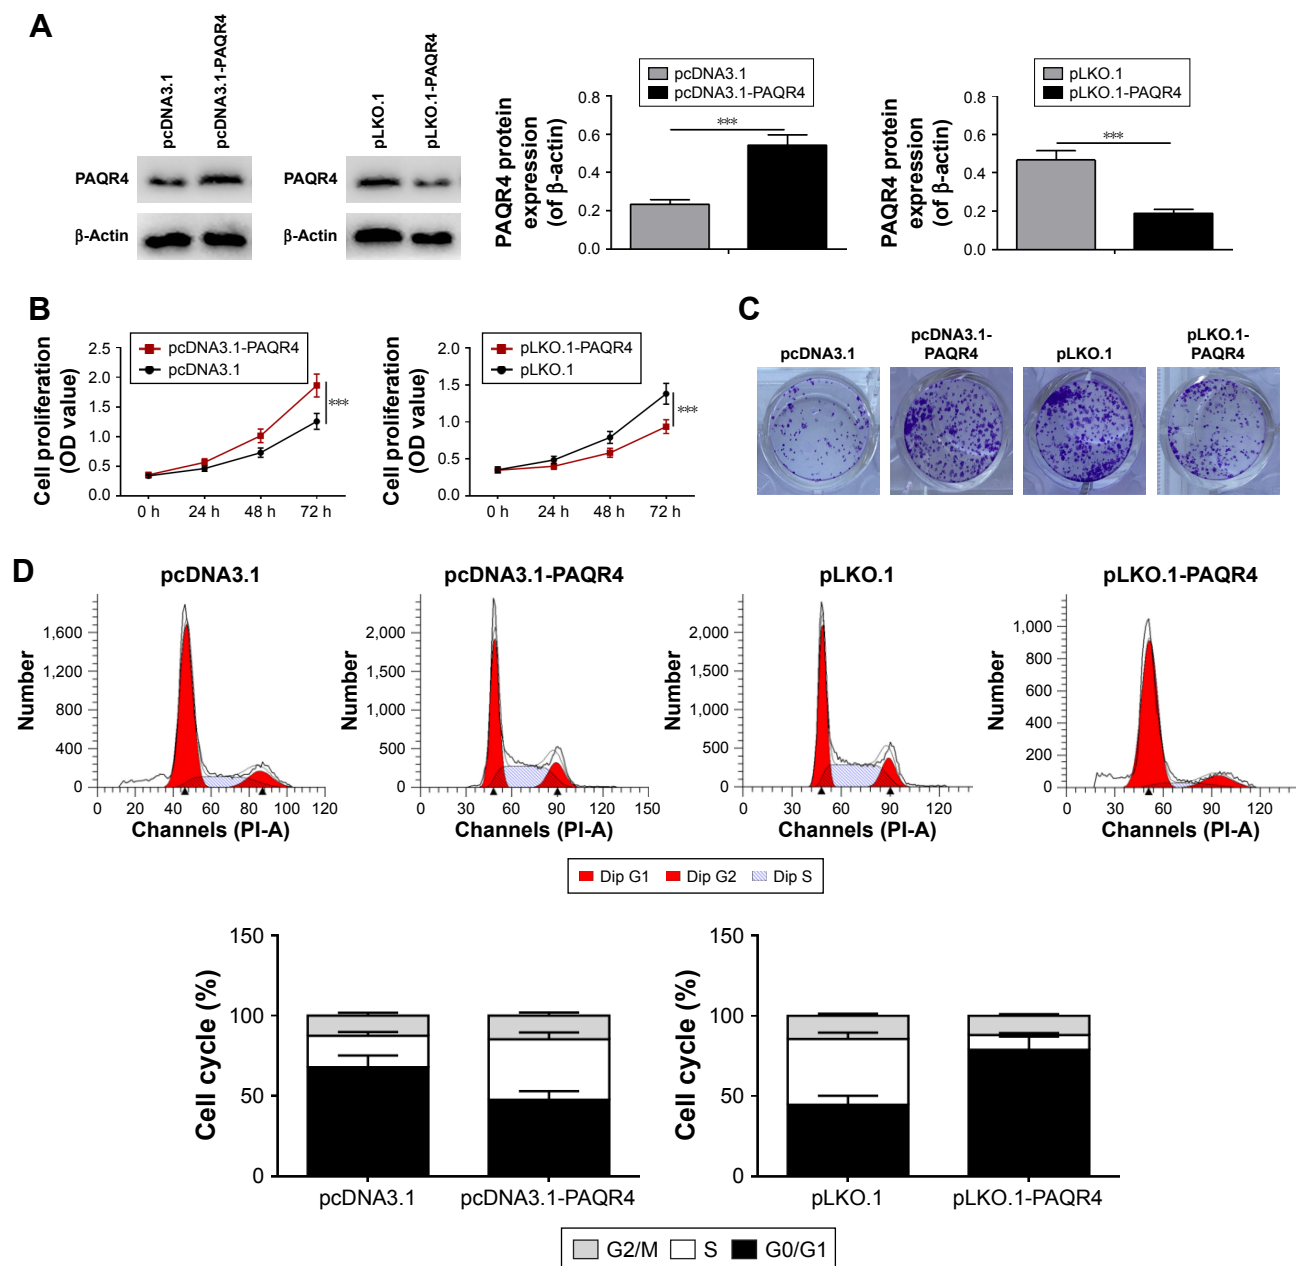 A
pcDNA3.1
pcDNA3.1-PAQR4
PAQR4
β-Actin
pLKO.1
pLKO.1-PAQR4
PAQR4
β-Actin
pcDNA3.1
pcDNA3.1-PAQR4
PAQR4 protein
expression
(of β-actin)
0.8
0.6
0.4
0.2
0.0
***
pLKO.1
pLKO.1-PAQR4
PAQR4 protein
expression
(of β-actin)
0.8
0.6
0.4
0.2
0.0
***
B
pcDNA3.1-PAQR4
pcDNA3.1
Cell proliferation
(OD value)
2.5
2.0
1.5
1.0
0.5
0.0
0 h 24 h 48 h 72 h
***
pLKO.1-PAQR4
pLKO.1
Cell proliferation
(OD value)
2.0
1.5
1.0
0.5
0.0
0 h 24 h 48 h 72 h
***
C
pcDNA3.1
pcDNA3.1-
PAQR4
pLKO.1
pLKO.1-
PAQR4
D
pcDNA3.1
Number
1,600
1,200
800
400
0
0 20 40 60 80 100 120
Channels (PI-A)
pcDNA3.1-PAQR4
Number
2,000
1,500
1,000
500
0
0 30 60 90 120 150
Channels (PI-A)
pLKO.1
Number
2,000
1,500
1,000
500
0
0 30 60 90 120
Channels (PI-A)
pLKO.1-PAQR4
Number
1,000
800
600
400
200
0
0 30 60 90 120
Channels (PI-A)
Dip G1 Dip G2 Dip S
Cell cycle (%)
150
100
50
0
pcDNA3.1 pcDNA3.1-PAQR4
Cell cycle (%)
150
100
50
0
pLKO.1 pLKO.1-PAQR4
G2/M S G0/G1